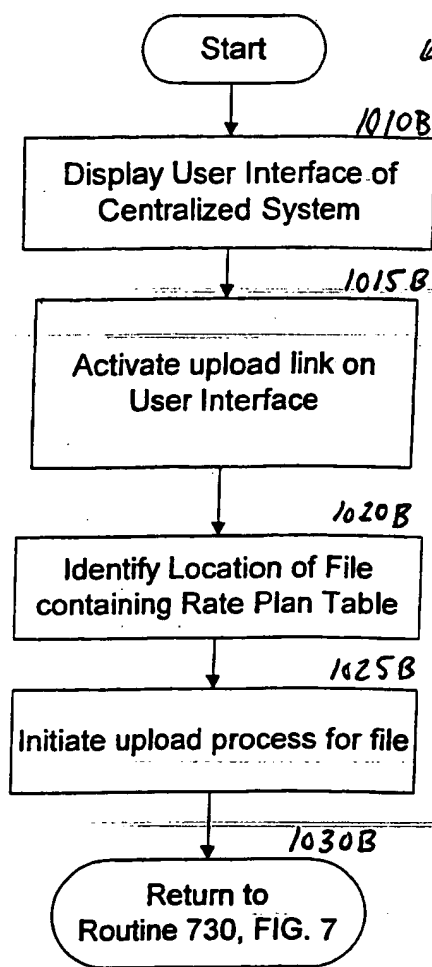 Start
1010B
Display User Interface of
Centralized System
1015B
Activate upload link on
User Interface
1020B
Identify Location of File
containing Rate Plan Table
1025B
Initiate upload process for file
1030B
Return to
Routine 730, FIG. 7